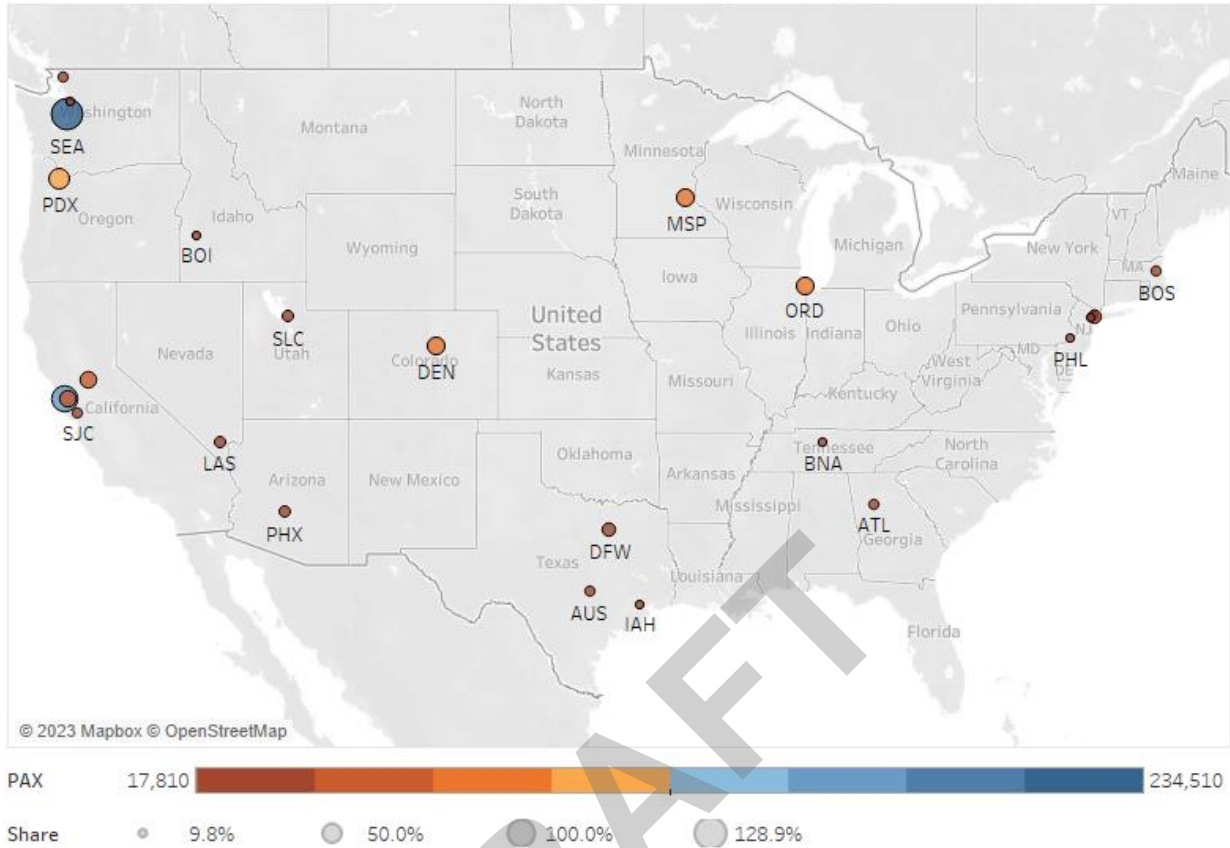 North
Dakota
Washington
Montana
Minnesota
SEA
Maine
PDX
Oregon
Idaho
South
Dakota
MSP
Wisconsin
VT
BOI
Wyoming
Michigan
New York
MA
Iowa
BOS
SLC
Utah
United
States
ORD
Illinois
Indiana
Ohio
Pennsylvania
NJ
Nevada
Colorado
DEN
Kansas
MD
PHL
DE
Missouri
West
Virginia
California
Kentucky
SJC
LAS
Oklahoma
Tennessee
BNA
North
Carolina
Arizona
New Mexico
Arkansas
PHX
Mississippi
ATL
Georgia
DFW
Texas
Louisiana
AUS
IAH
Florida
© 2023 Mapbox © OpenStreetMap
PAX 17,810 234,510
Share 9.8% 50.0% 100.0% 128.9%
DRAFT